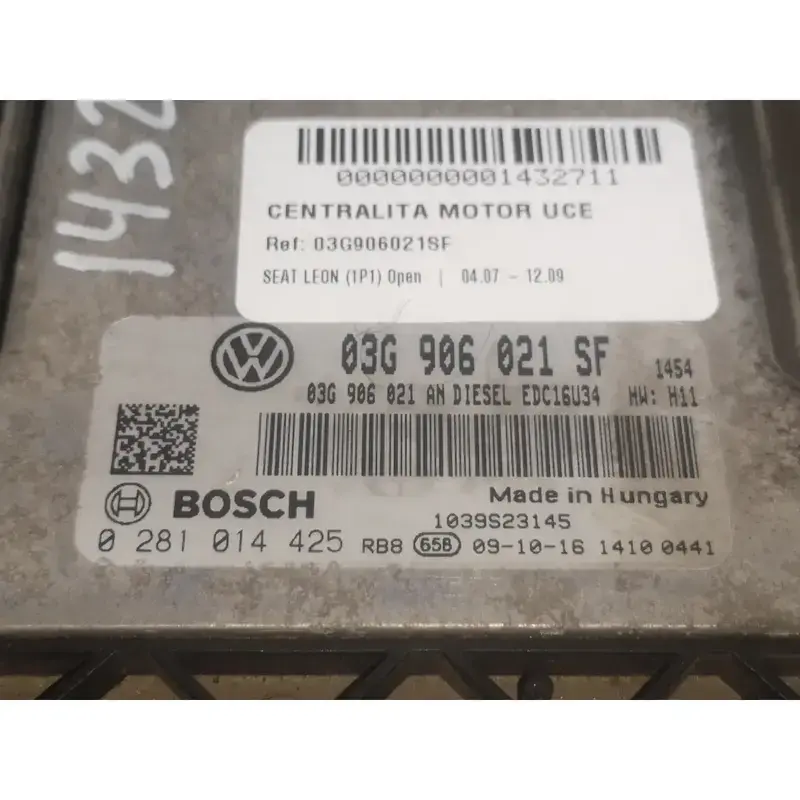 1432
0000000001432711
CENTRALITA MOTOR UCE
Ref: 03G906021SF
SEAT LEON (1P1) Open | 04.07 - 12.09
03G 906 021 SF 1454
03G 906 021 AN DIESEL EDC16U34 HW: H11
BOSCH
Made in Hungary
1039S23145
0 281 014 425 RB8 65B 09-10-16 1410 0441